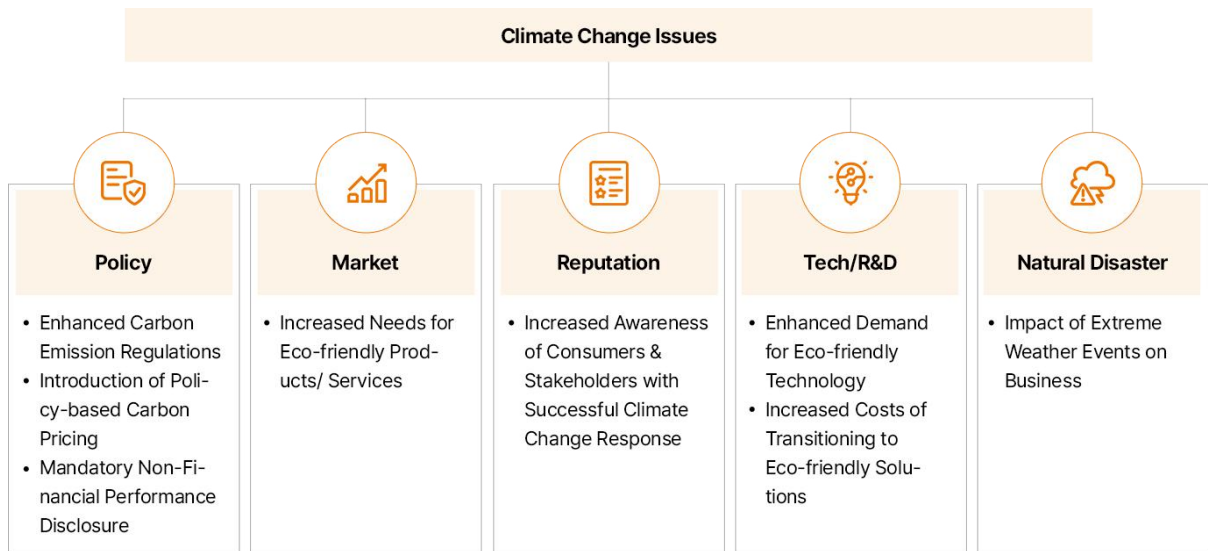 Climate Change Issues
Policy
• Enhanced Carbon
Emission Regulations
• Introduction of Poli-
cy-based Carbon
Pricing
• Mandatory Non-Fi-
nancial Performance
Disclosure
Market
• Increased Needs for
Eco-friendly Prod-
ucts/ Services
Reputation
• Increased Awareness
of Consumers &
Stakeholders with
Successful Climate
Change Response
Tech/R&D
• Enhanced Demand
for Eco-friendly
Technology
• Increased Costs of
Transitioning to
Eco-friendly Solu-
tions
Natural Disaster
• Impact of Extreme
Weather Events on
Business